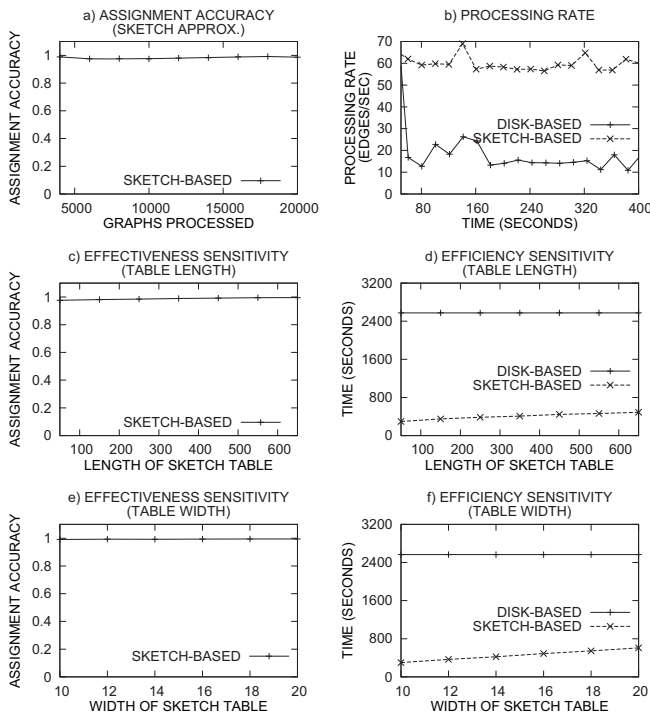 a) ASSIGNMENT ACCURACY
(SKETCH APPROX.)
ASSIGNMENT ACCURACY
1
0.8
0.6
0.4
0.2
0
SKETCH-BASED
5000 10000 15000 20000
GRAPHS PROCESSED
b) PROCESSING RATE
PROCESSING RATE
(EDGES/SEC)
70
60
50
40
30
20
10
0
DISK-BASED
SKETCH-BASED
80 160 240 320 400
TIME (SECONDS)
c) EFFECTIVENESS SENSITIVITY
(TABLE LENGTH)
ASSIGNMENT ACCURACY
1
0.8
0.6
0.4
0.2
0
SKETCH-BASED
100 200 300 400 500 600
LENGTH OF SKETCH TABLE
d) EFFICIENCY SENSITIVITY
(TABLE LENGTH)
TIME (SECONDS)
3200
2400
1600
800
0
DISK-BASED
SKETCH-BASED
100 200 300 400 500 600
LENGTH OF SKETCH TABLE
e) EFFECTIVENESS SENSITIVITY
(TABLE WIDTH)
ASSIGNMENT ACCURACY
1
0.8
0.6
0.4
0.2
0
SKETCH-BASED
10 12 14 16 18 20
WIDTH OF SKETCH TABLE
f) EFFICIENCY SENSITIVITY
(TABLE WIDTH)
TIME (SECONDS)
3200
2400
1600
800
0
DISK-BASED
SKETCH-BASED
10 12 14 16 18 20
WIDTH OF SKETCH TABLE